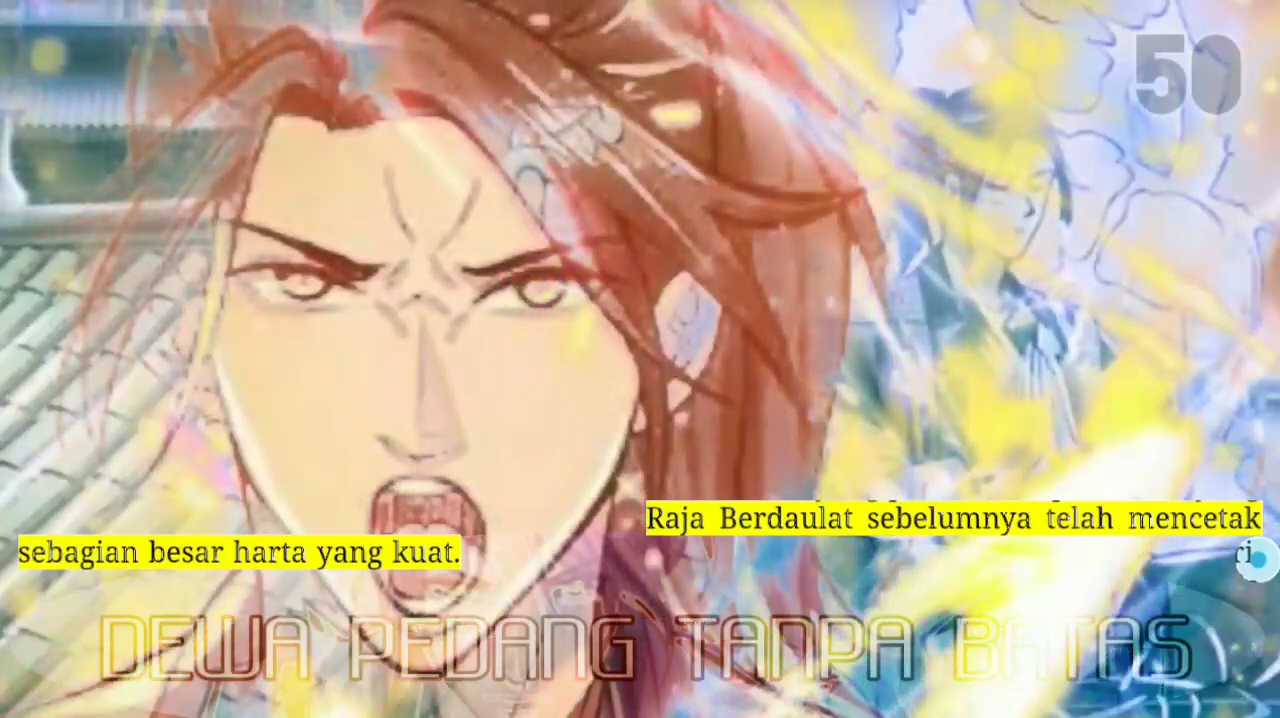 50
Raja Berdaulat sebelumnya telah mencetak
sebagian besar harta yang kuat.
DEWA PEDANG TANPA BATAS